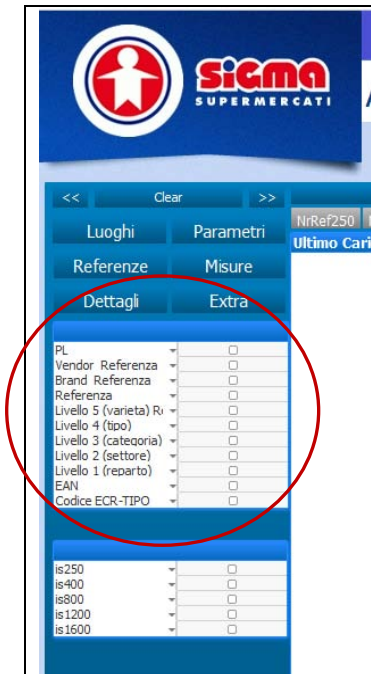 sigma
SUPERMERCATI
<< Clear >>
Luoghi Parametri
Referenze Misure
Dettagli Extra
NrRef250
Ultimo Cari
PL
Vendor Referenza
Brand Referenza
Referenza
Livello 5 (varieta) R
Livello 4 (tipo)
Livello 3 (categoria)
Livello 2 (settore)
Livello 1 (reparto)
EAN
Codice ECR-TIPO
is250
is400
is800
is1200
is1600